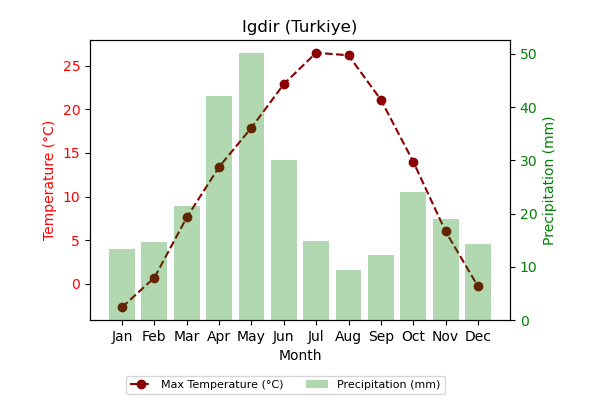 Igdir (Turkiye)
Temperature (°C)
25
20
15
10
5
0
Precipitation (mm)
50
40
30
20
10
0
Jan Feb Mar Apr May Jun Jul Aug Sep Oct Nov Dec
Month
Max Temperature (°C) Precipitation (mm)